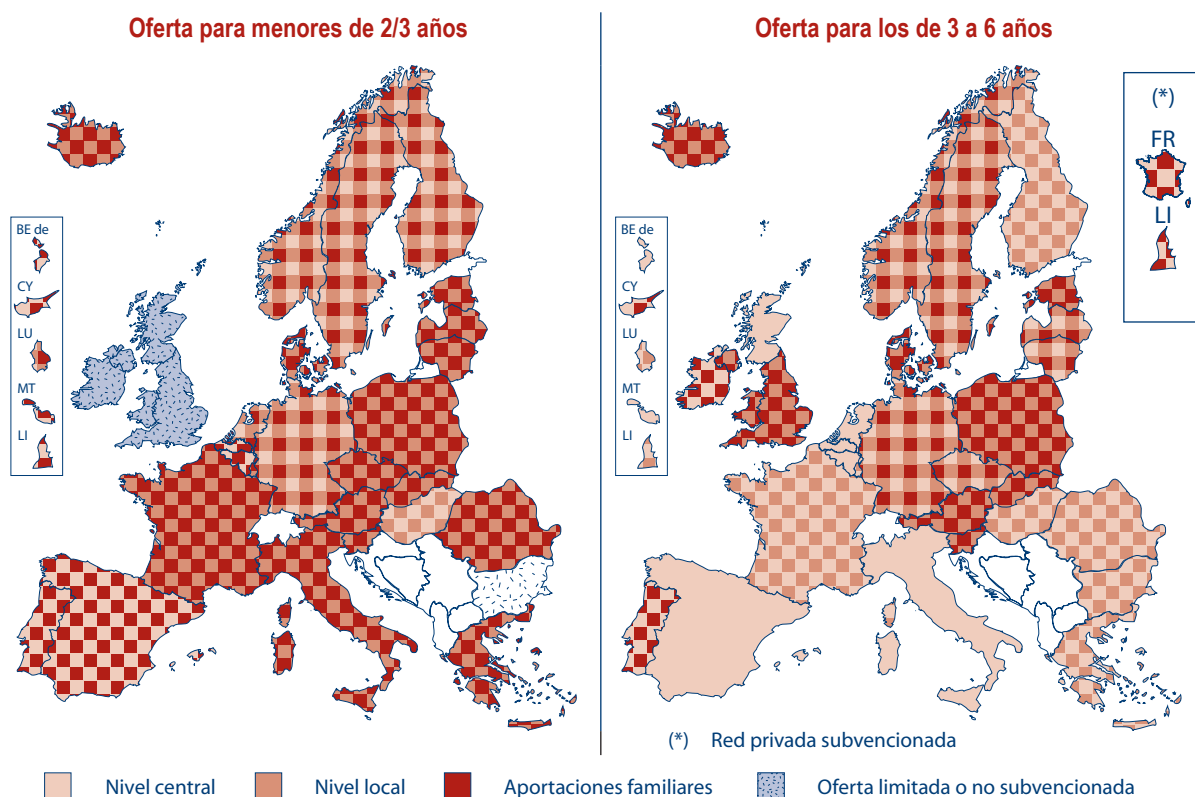 Oferta para menores de 2/3 años
BE de
CY
LU
MT
LI
Oferta para los de 3 a 6 años
BE de
CY
LU
MT
LI
(*)
FR
LI
(*) Red privada subvencionada
Nivel central
Nivel local
Aportaciones familiares
Oferta limitada o no subvencionada